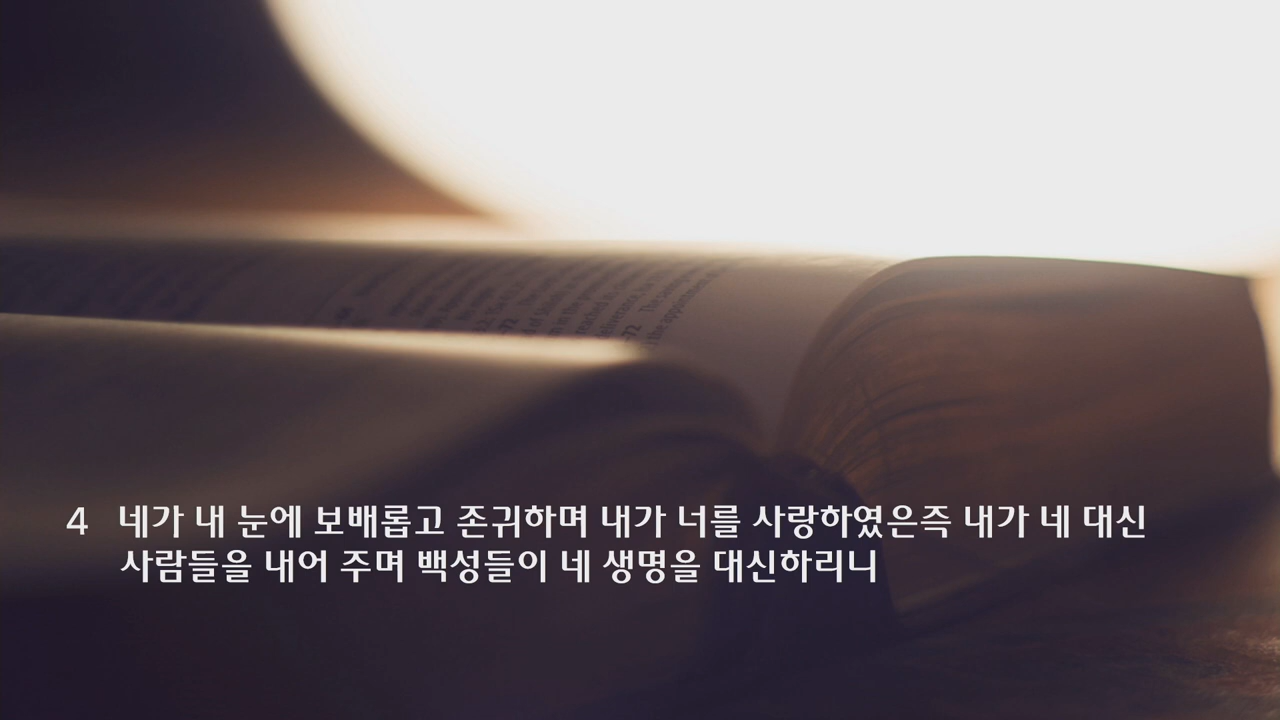 4 네가 내 눈에 보배롭고 존귀하며 내가 너를 사랑하였은즉 내가 네 대신
사람들을 내어 주며 백성들이 네 생명을 대신하리니